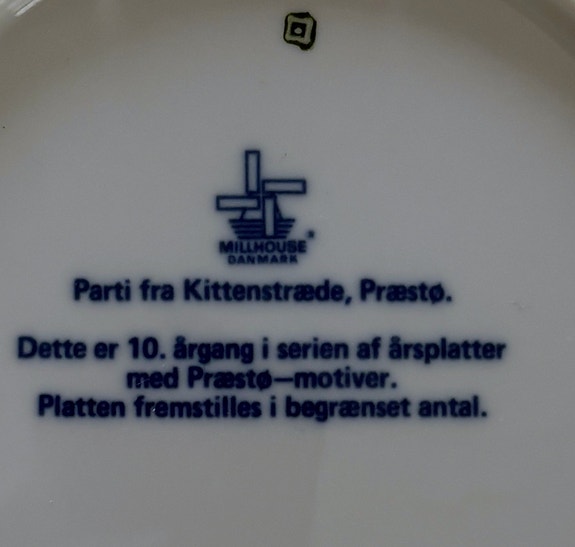 MILLHOUSE
DANMARK
Parti fra Kittenstræde, Præstø.
Dette er 10. årgang i serien af årsplatter
med Præstø–motiver.
Platten fremstilles i begrænset antal.